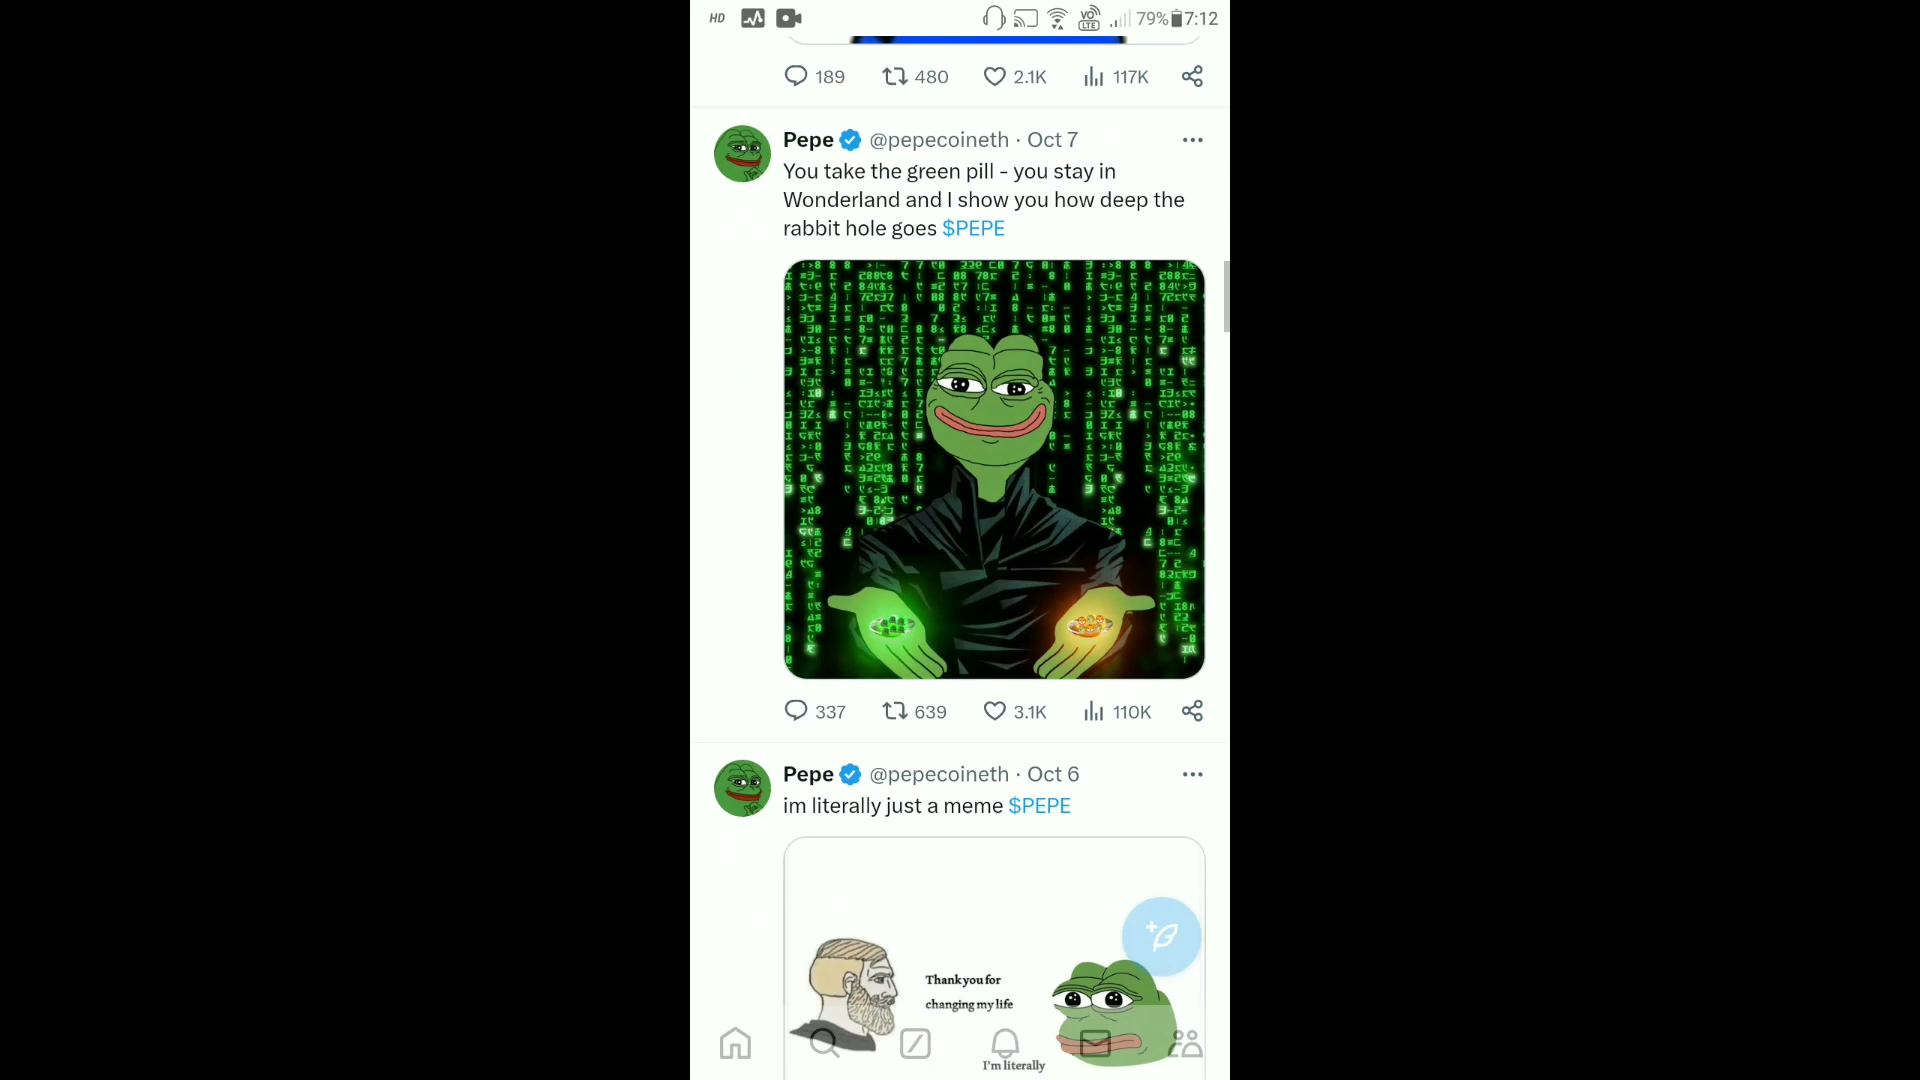 HD
VO
LTE
79%
7:12
189
480
2.1K
117K
Pepe @pepecoineth · Oct 7
You take the green pill - you stay in
Wonderland and I show you how deep the
rabbit hole goes $PEPE
337
639
3.1K
110K
Pepe @pepecoineth · Oct 6
im literally just a meme $PEPE
Thank you for
changing my life
I'm literally